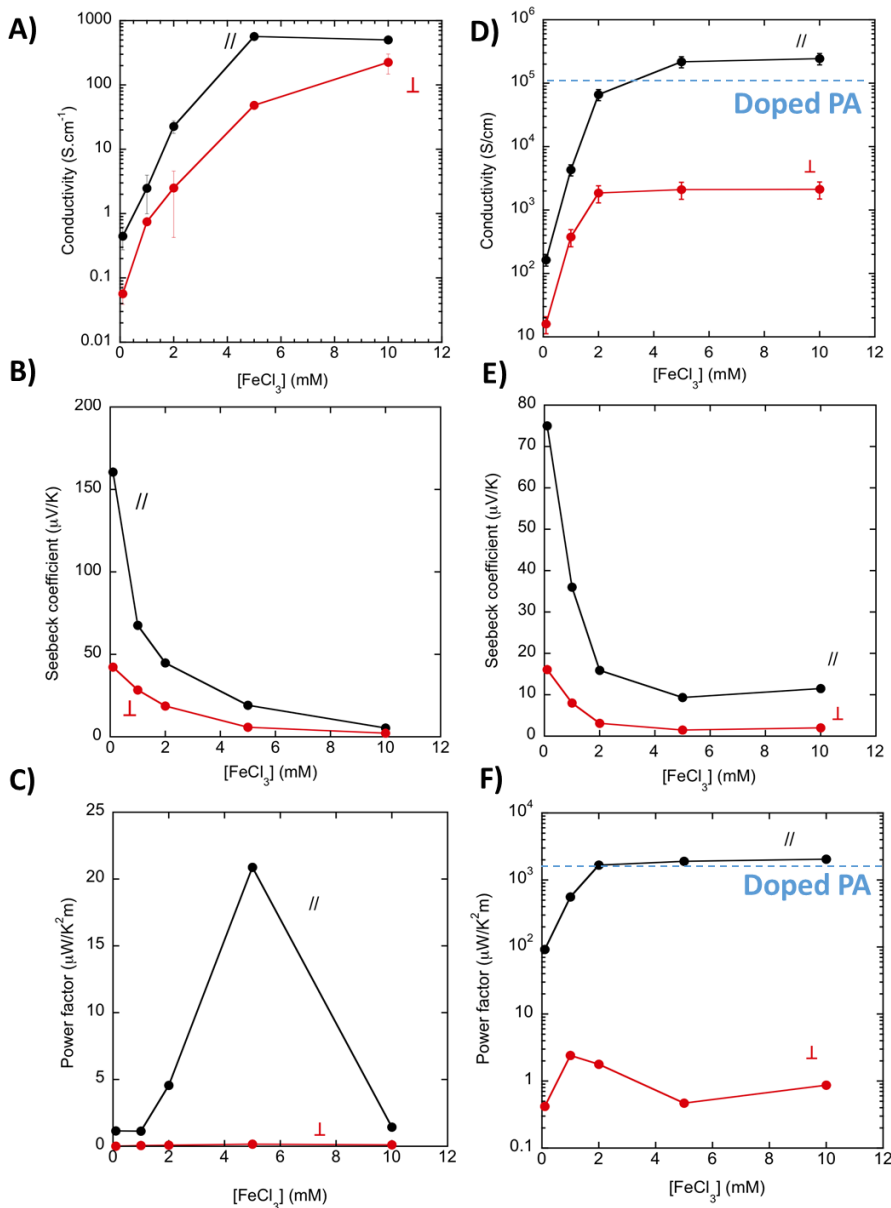 A)
1000
100
10
1
0.1
0.01
Conductivity (S.cm⁻¹)
//
⊥
0 2 4 6 8 10 12
[FeCl₃] (mM)
D)
10⁶
10⁵
10⁴
10³
10²
10
Conductivity (S/cm)
//
Doped PA
⊥
0 2 4 6 8 10 12
[FeCl₃] (mM)
B)
200
150
100
50
0
Seebeck coefficient (μV/K)
//
⊥
0 2 4 6 8 10 12
[FeCl₃] (mM)
E)
80
70
60
50
40
30
20
10
0
Seebeck coefficient (μV/K)
//
⊥
0 2 4 6 8 10 12
[FeCl₃] (mM)
C)
25
20
15
10
5
0
Power factor (μW/K²m)
//
⊥
0 2 4 6 8 10 12
[FeCl₃] (mM)
F)
10⁴
10³
10²
10
1
0.1
Power factor (μW/K²m)
//
Doped PA
⊥
0 2 4 6 8 10 12
[FeCl₃] (mM)